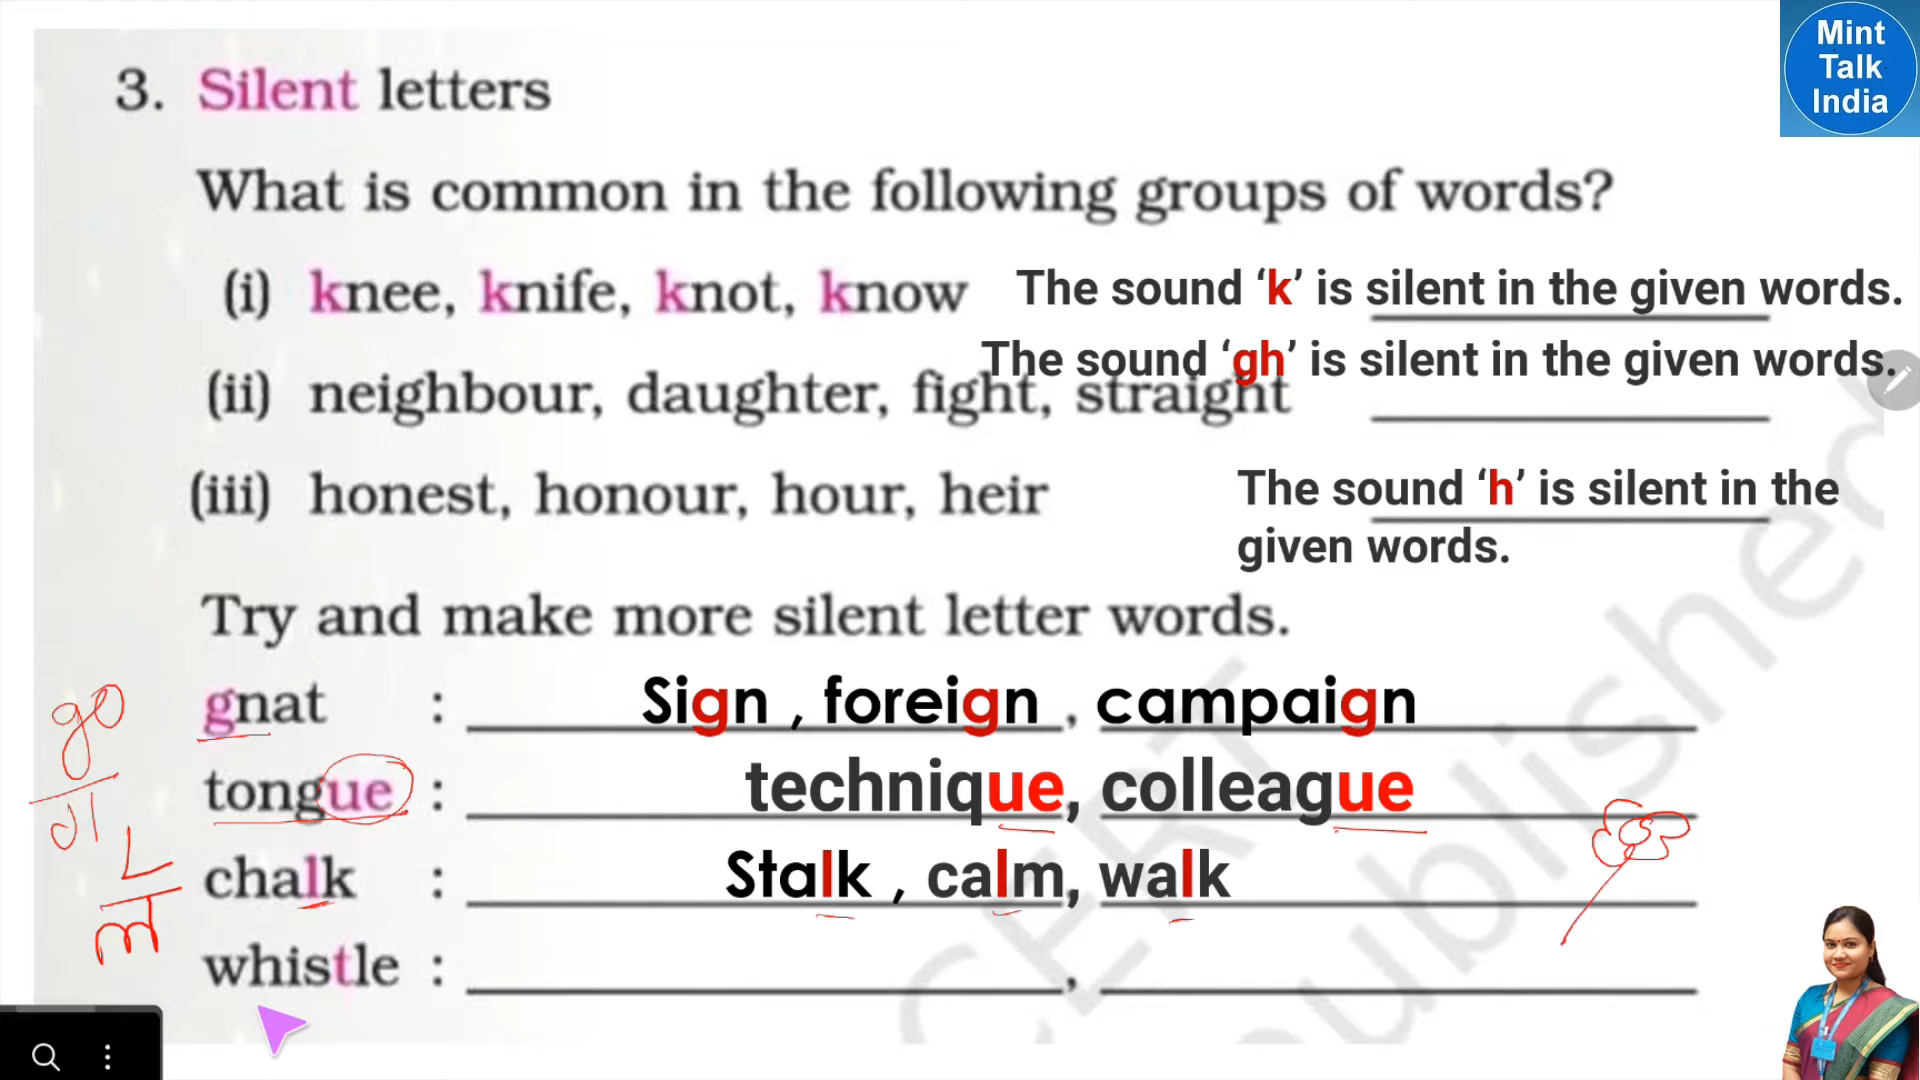 Mint
Talk
India
3. Silent letters
What is common in the following groups of words?
(i) knee, knife, knot, know The sound ‘k’ is silent in the given words.
The sound ‘gh’ is silent in the given words.
(ii) neighbour, daughter, fight, straight
(iii) honest, honour, hour, heir The sound ‘h’ is silent in the
given words.
Try and make more silent letter words.
gnat : Sign , foreign , campaign
go
tongue : technique, colleague
ग
L
chalk : Stalk , calm, walk
whistle : ,